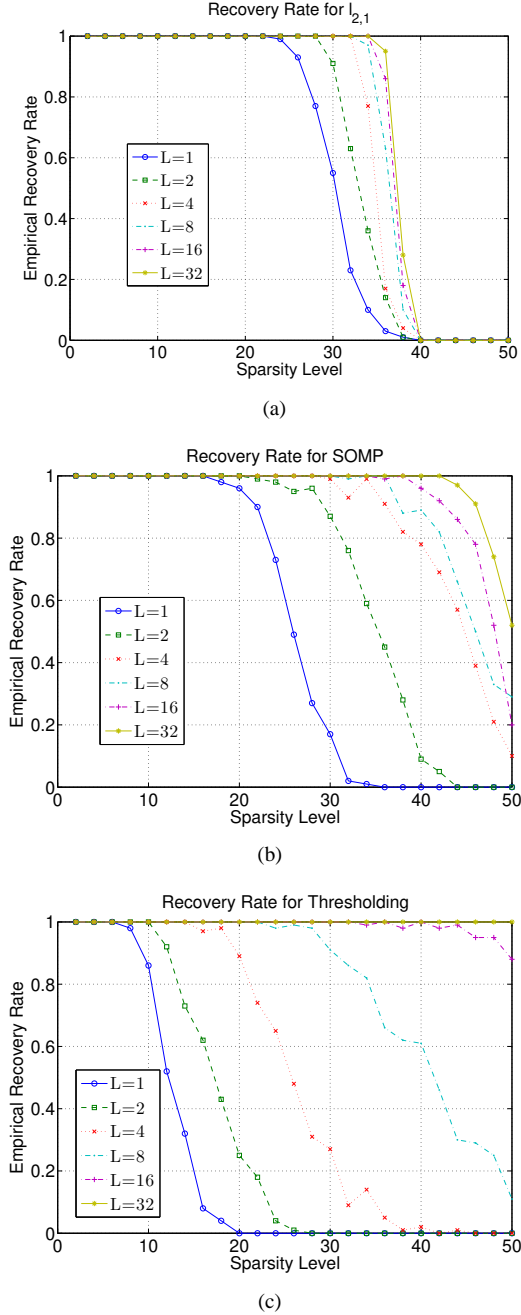 Recovery Rate for l2,1
Empirical Recovery Rate
1
0.8
0.6
0.4
0.2
0
L=1
L=2
L=4
L=8
L=16
L=32
0 10 20 30 40 50
Sparsity Level
(a)
Recovery Rate for SOMP
Empirical Recovery Rate
1
0.8
0.6
0.4
0.2
0
L=1
L=2
L=4
L=8
L=16
L=32
0 10 20 30 40 50
Sparsity Level
(b)
Recovery Rate for Thresholding
Empirical Recovery Rate
1
0.8
0.6
0.4
0.2
0
L=1
L=2
L=4
L=8
L=16
L=32
0 10 20 30 40 50
Sparsity Level
(c)